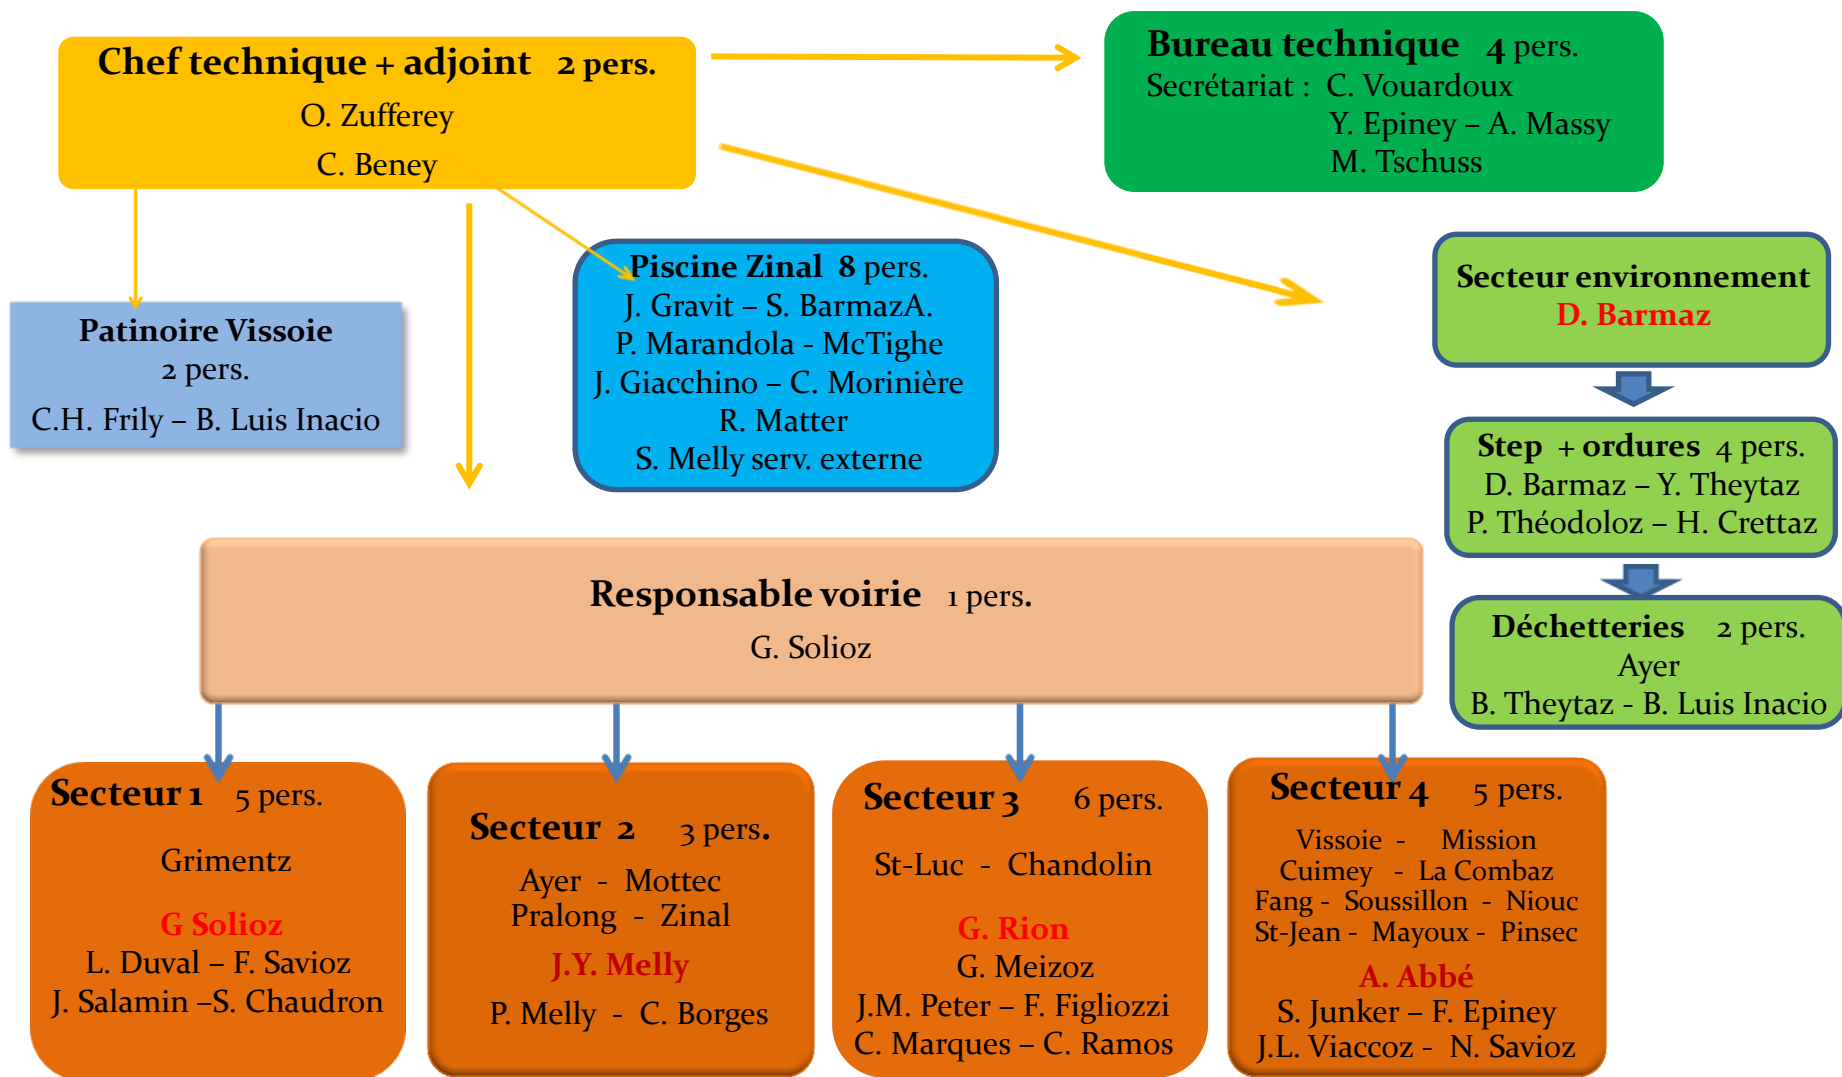 Chef technique + adjoint 2 pers.
O. Zufferey
C. Beney
Bureau technique 4 pers.
Secrétariat : C. Vouardoux
Y. Epiney – A. Massy
M. Tschuss
Patinoire Vissoie
2 pers.
C.H. Frily – B. Luis Inacio
Piscine Zinal 8 pers.
J. Gravit – S. BarmazA.
P. Marandola - McTighe
J. Giacchino – C. Morinière
R. Matter
S. Melly serv. externe
Secteur environnement
D. Barmaz
Step + ordures 4 pers.
D. Barmaz – Y. Theytaz
P. Théodoloz – H. Crettaz
Déchetteries 2 pers.
Ayer
B. Theytaz - B. Luis Inacio
Responsable voirie 1 pers.
G. Solioz
Secteur 1 5 pers.
Grimentz
G Solioz
L. Duval – F. Savioz
J. Salamin –S. Chaudron
Secteur 2 3 pers.
Ayer - Mottec
Pralong - Zinal
J.Y. Melly
P. Melly - C. Borges
Secteur 3 6 pers.
St-Luc - Chandolin
G. Rion
G. Meizoz
J.M. Peter – F. Figliozzi
C. Marques – C. Ramos
Secteur 4 5 pers.
Vissoie - Mission
Cuimey - La Combaz
Fang - Soussillon - Niouc
St-Jean - Mayoux - Pinsec
A. Abbé
S. Junker – F. Epiney
J.L. Viaccoz - N. Savioz